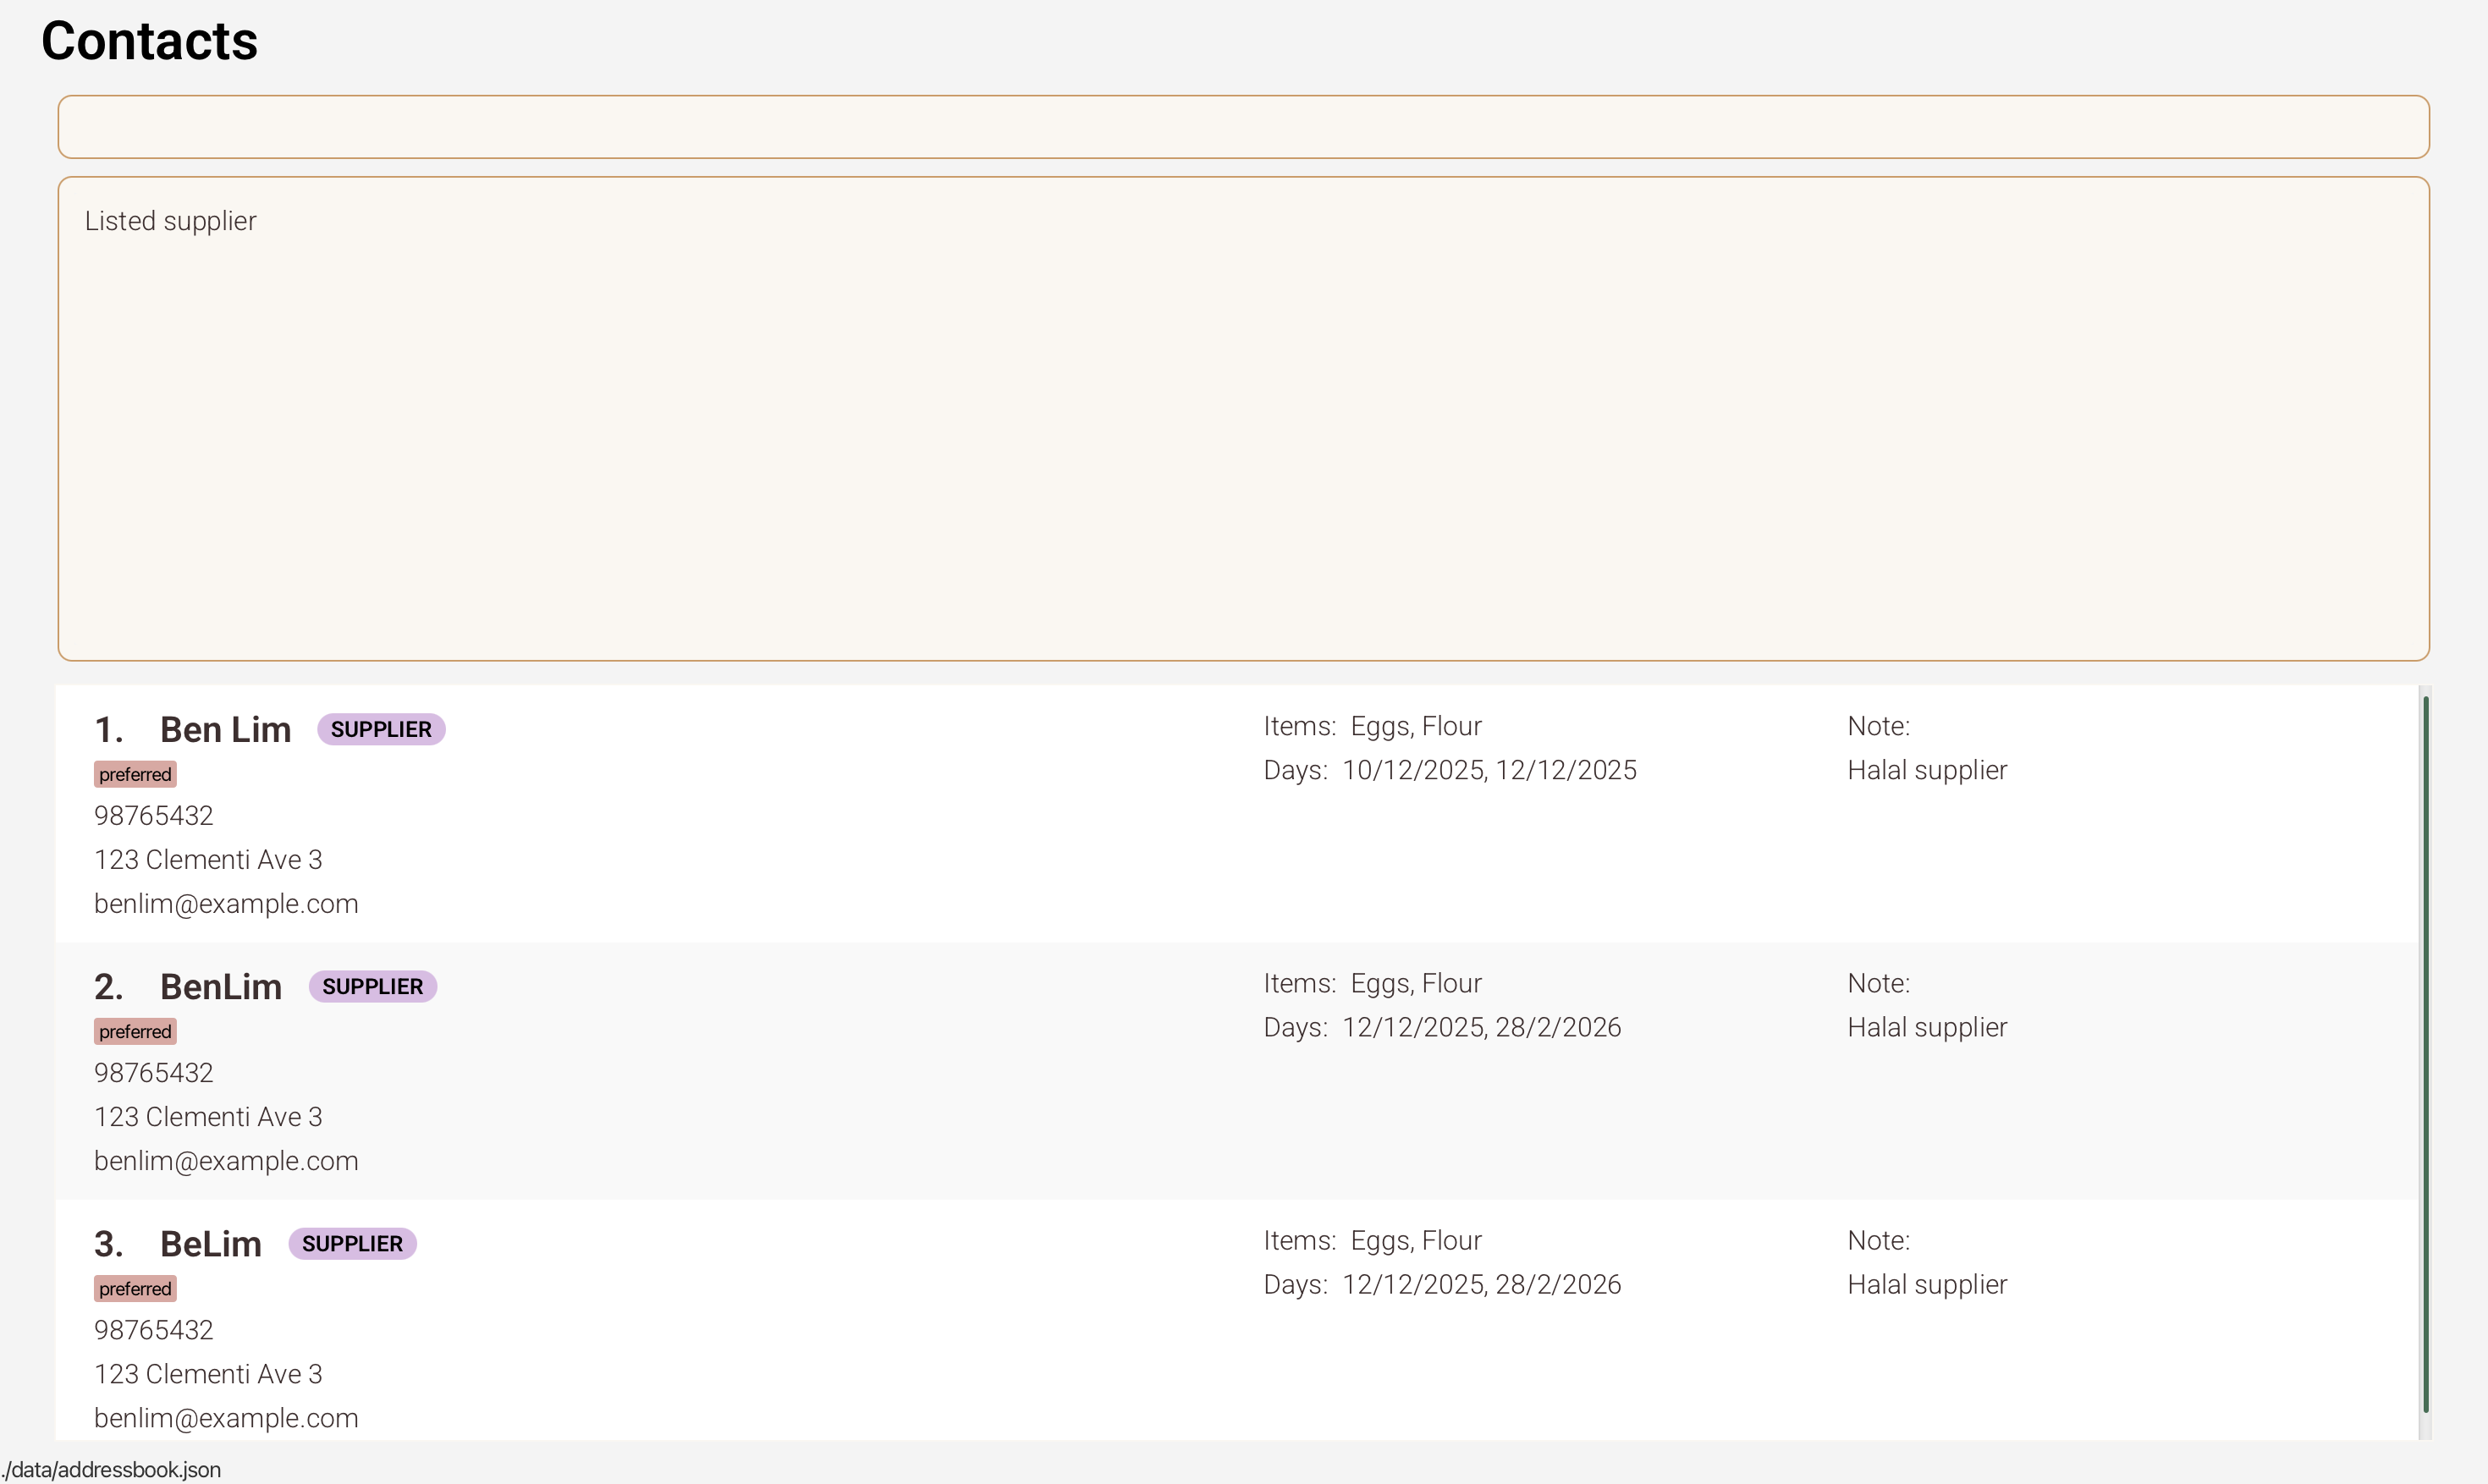 Contacts
Listed supplier
1. Ben Lim SUPPLIER
preferred
98765432
123 Clementi Ave 3
benlim@example.com
Items: Eggs, Flour
Days: 10/12/2025, 12/12/2025
Note:
Halal supplier
2. BenLim SUPPLIER
preferred
98765432
123 Clementi Ave 3
benlim@example.com
Items: Eggs, Flour
Days: 12/12/2025, 28/2/2026
Note:
Halal supplier
3. BeLim SUPPLIER
preferred
98765432
123 Clementi Ave 3
benlim@example.com
Items: Eggs, Flour
Days: 12/12/2025, 28/2/2026
Note:
Halal supplier
./data/addressbook.json